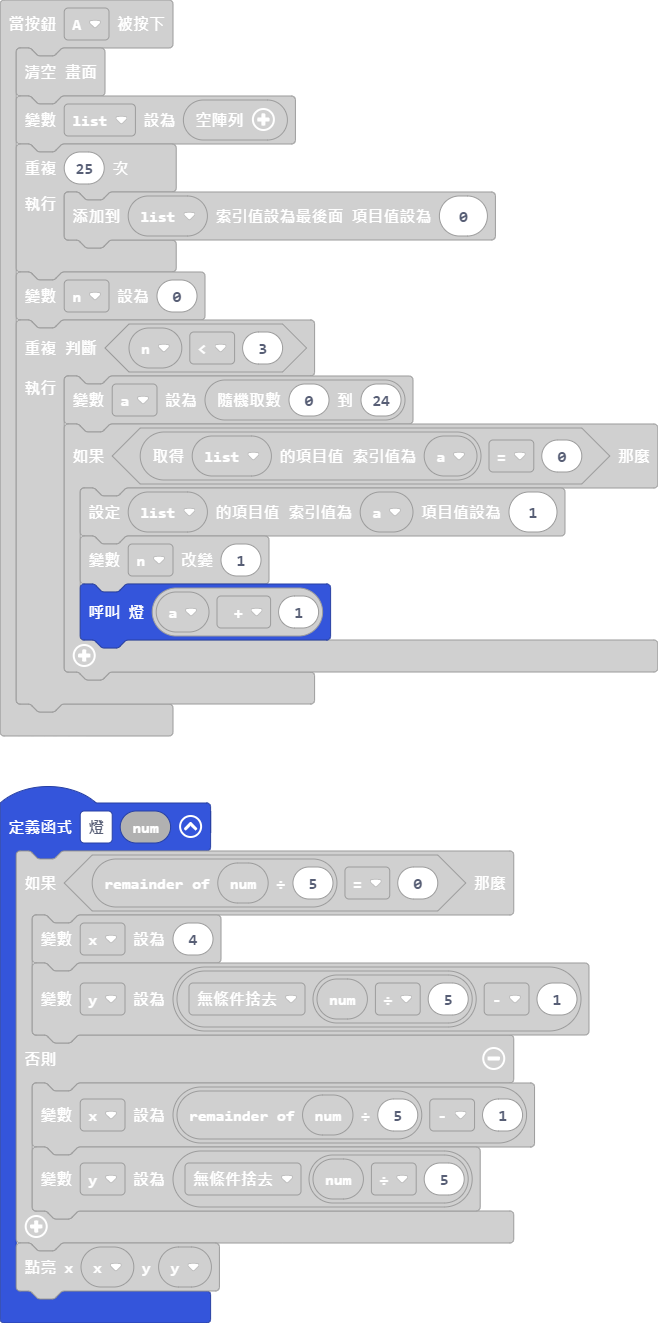 當按鈕 A 被按下
清空 畫面
變數 list 設為 空陣列
重複 25 次
執行 添加到 list 索引值設為最後面 項目值設為 0
變數 n 設為 0
重複 判斷 n < 3
執行 變數 a 設為 隨機取數 0 到 24
如果 取得 list 的項目值 索引值為 a = 0 那麼
設定 list 的項目值 索引值為 a 項目值設為 1
變數 n 改變 1
呼叫 燈 a + 1
定義函式 燈 num
如果 remainder of num ÷ 5 = 0 那麼
變數 x 設為 4
變數 y 設為 無條件捨去 num ÷ 5 - 1
否則
變數 x 設為 remainder of num ÷ 5 - 1
變數 y 設為 無條件捨去 num ÷ 5
點亮 x x y y